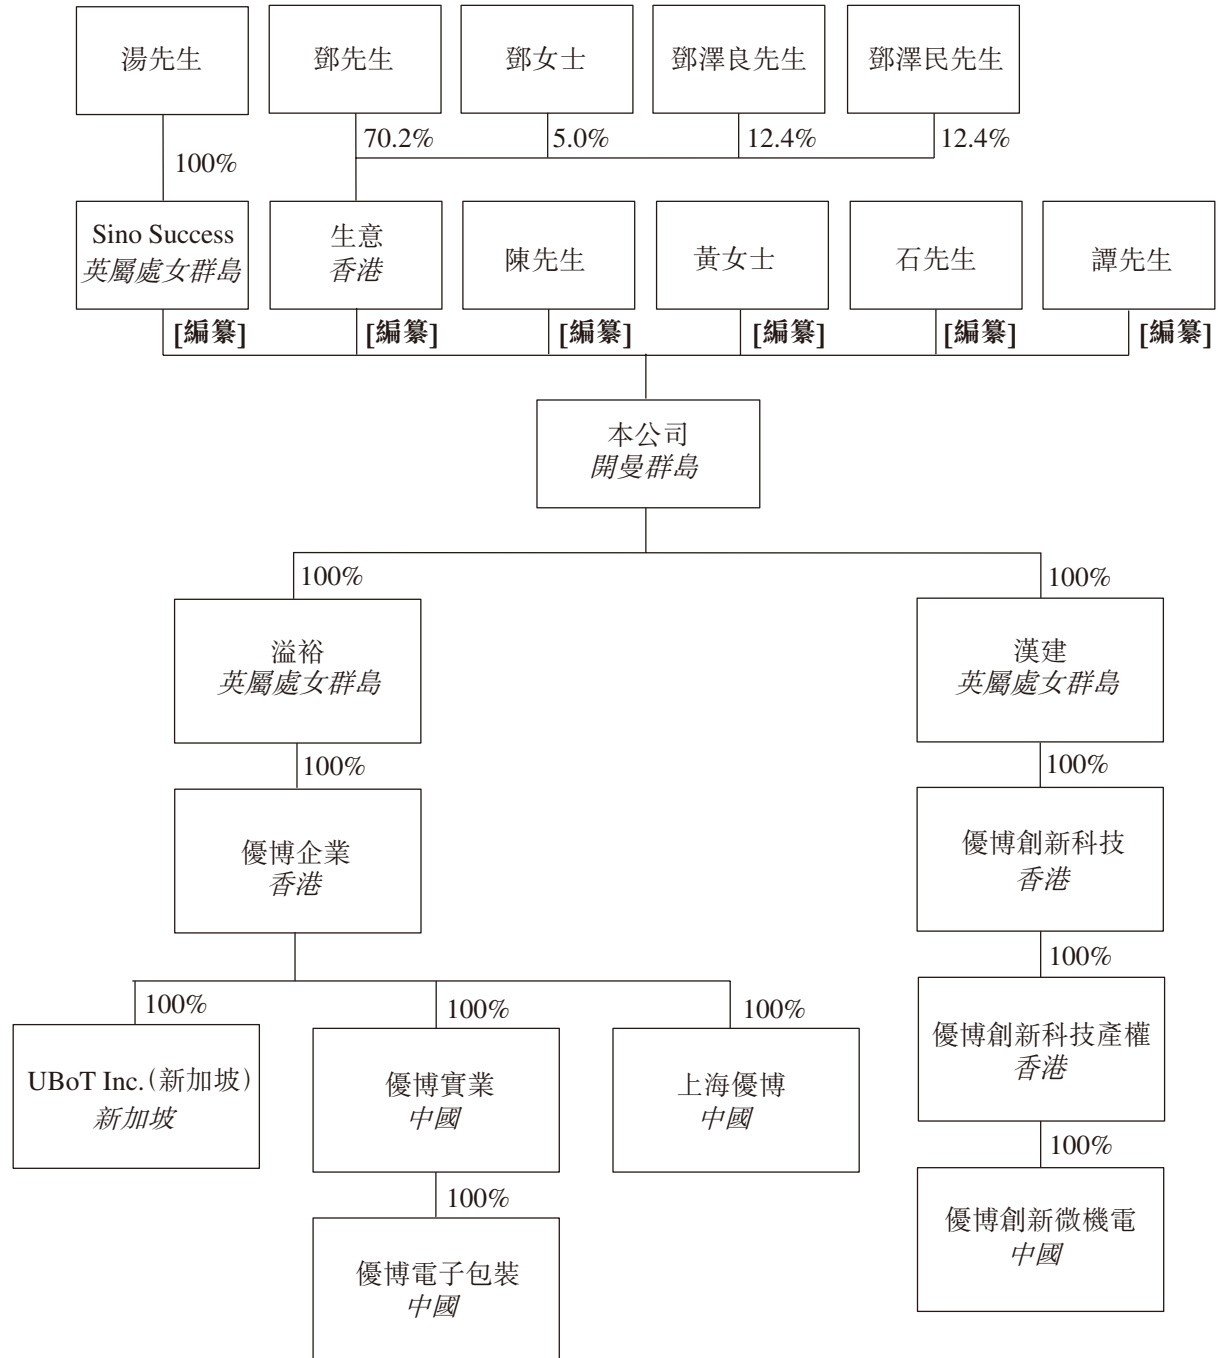 湯先生
鄧先生
鄧女士
鄧澤良先生
鄧澤民先生
100%
70.2%
5.0%
12.4%
12.4%
Sino Success
英屬處女群島
生意
香港
陳先生
黃女士
石先生
譚先生
[編纂]
[編纂]
[編纂]
[編纂]
[編纂]
[編纂]
本公司
開曼群島
100%
100%
溢裕
英屬處女群島
漢建
英屬處女群島
100%
100%
優博企業
香港
優博創新科技
香港
100%
100%
100%
100%
UBoT Inc.(新加坡)
新加坡
優博實業
中國
上海優博
中國
優博創新科技產權
香港
100%
100%
優博電子包裝
中國
優博創新微機電
中國